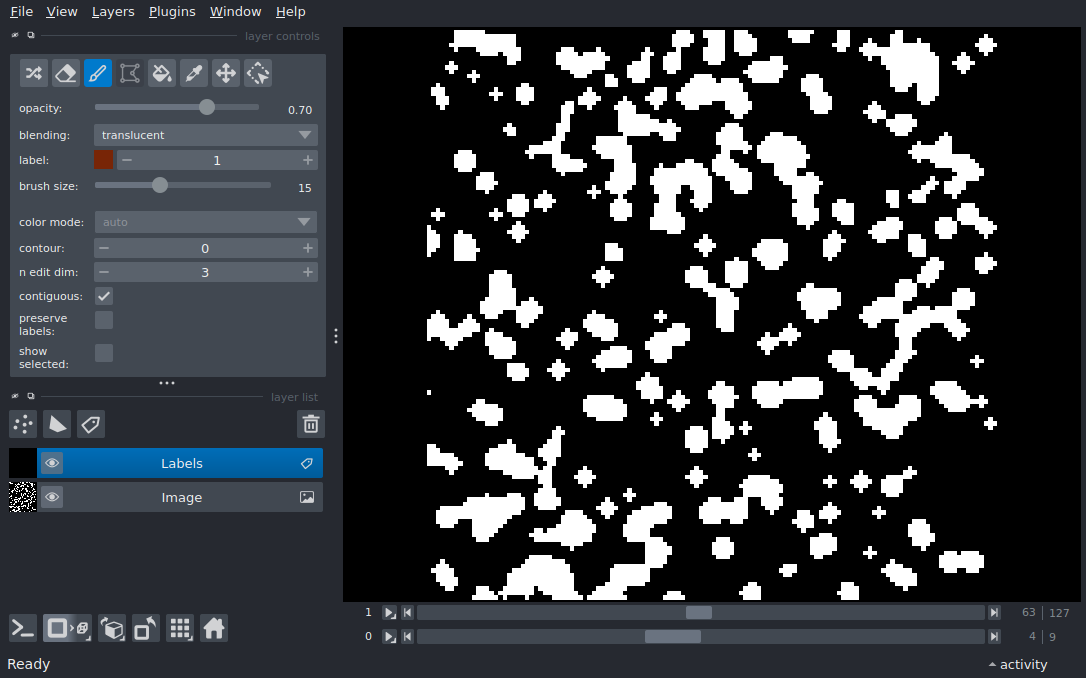 File View Layers Plugins Window Help
layer controls
opacity: 0.70
blending: translucent
label: 1
brush size: 15
color mode: auto
contour: 0
n edit dim: 3
contiguous:
preserve
labels:
show
selected:
layer list
Labels
Image
1 63 127
0 4 9
Ready
activity